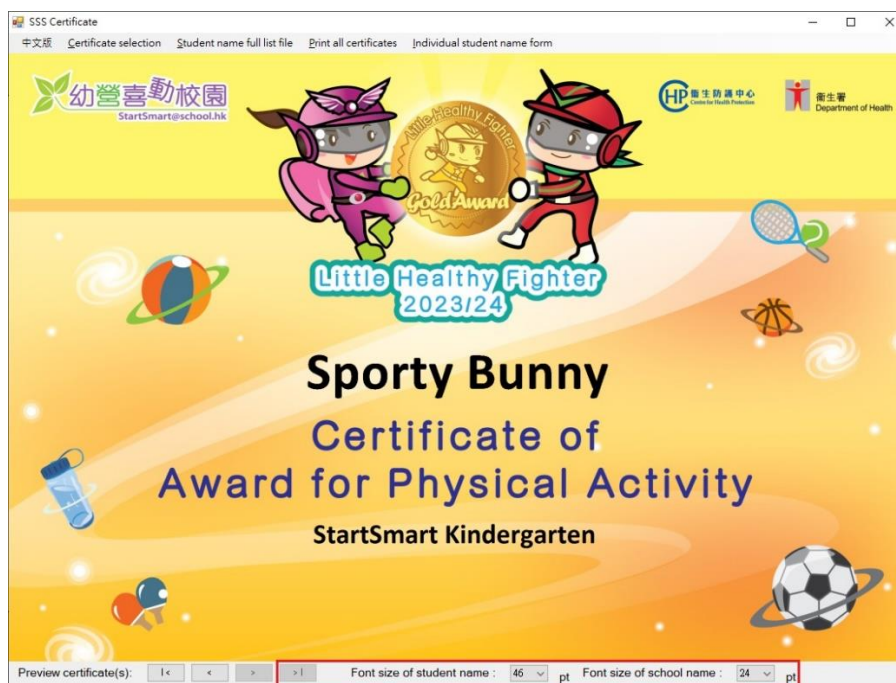 SSS Certificate
中文版 Certificate selection Student name full list file Print all certificates Individual student name form
幼營喜動校園
StartSmart@school.hk
Little Healthy Fighter
Gold Award
CHP 衞生防護中心
Centre for Health Protection
衞生署
Department of Health
Little Healthy Fighter
2023/24
Sporty Bunny
Certificate of
Award for Physical Activity
StartSmart Kindergarten
Preview certificate(s): |< < > >| Font size of student name : 46 pt Font size of school name : 24 pt